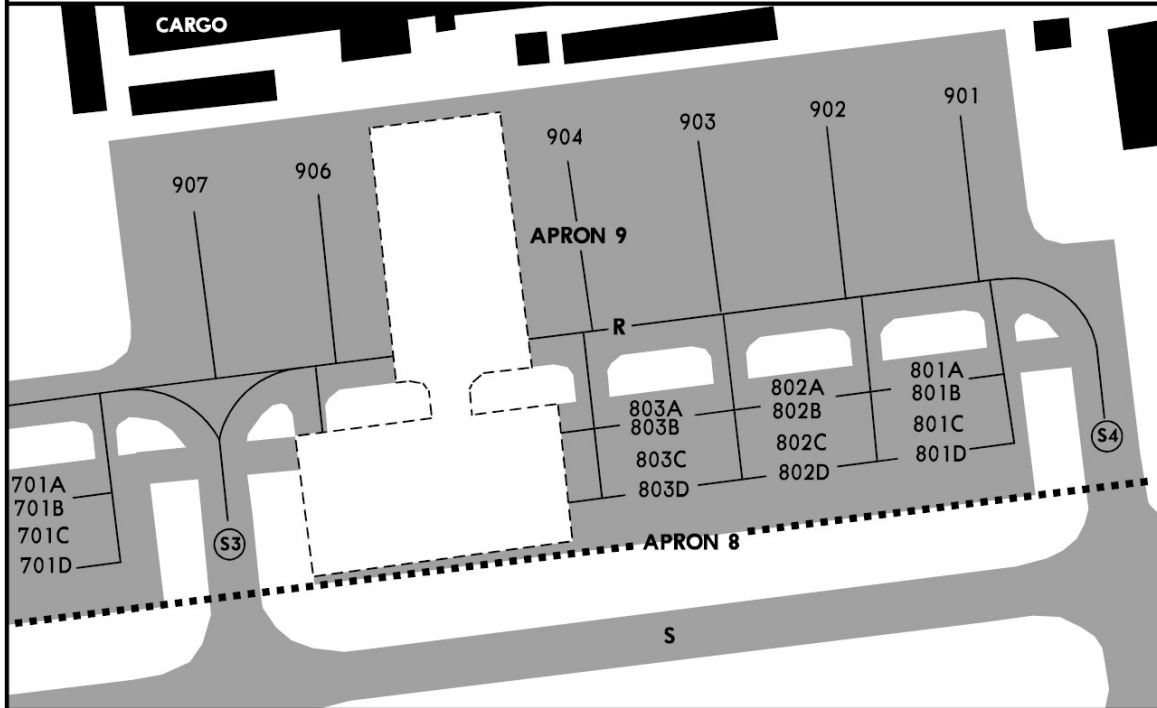 CARGO
901
902
903
904
906
907
APRON 9
R
801A
801B
801C
801D
802A
802B
802C
802D
803A
803B
803C
803D
S4
701A
701B
701C
701D
S3
APRON 8
S